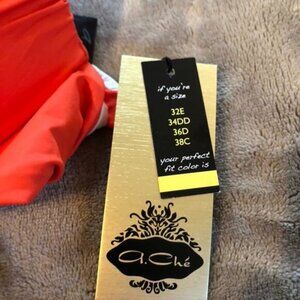 if you're
a size
32E
34DD
36D
38C
your perfect
fit color is
a.Ché